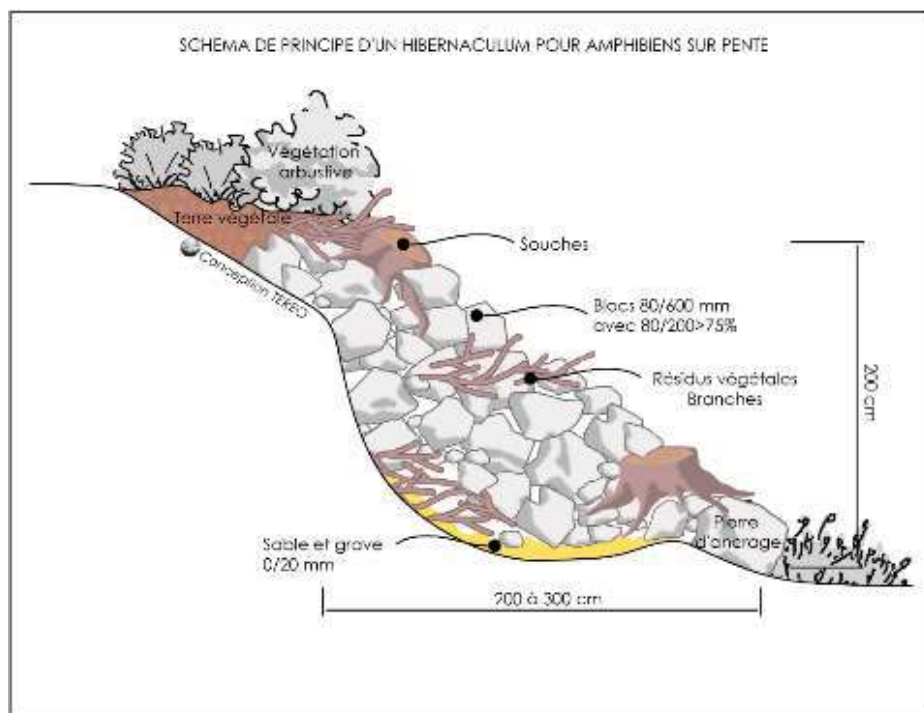 SCHEMA DE PRINCIPE D'UN HIBERNACULUM POUR AMPHIBIENS SUR PENTE
Végétation
arbustive
Terre végétale
Souches
Conception TEREO
Blocs 80/600 mm
avec 80/200>75%
200 cm
Résidus végétales
Branches
Pierre
d'ancrage
Sable et grave
0/20 mm
200 à 300 cm